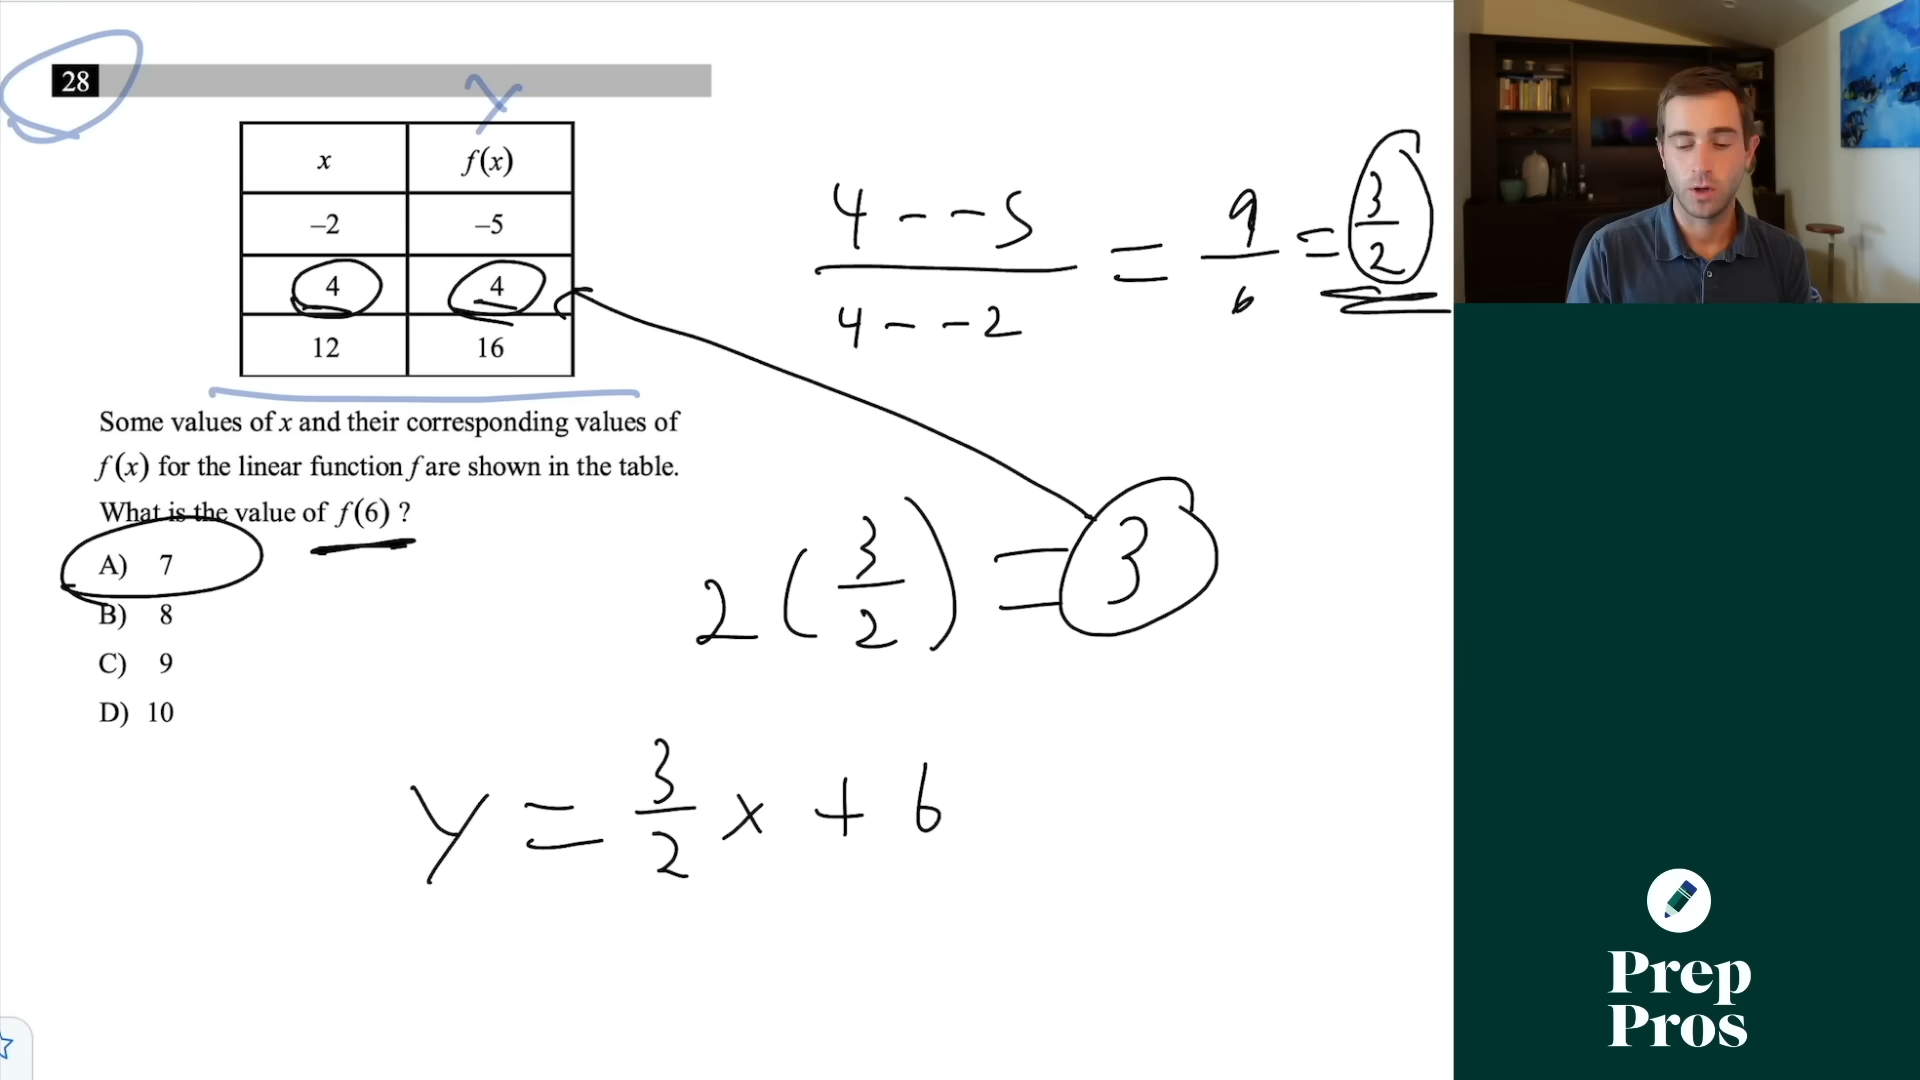 28
y
x f(x)
–2 –5
4 4
12 16
Some values of x and their corresponding values of
f(x) for the linear function f are shown in the table.
What is the value of f(6) ?
A) 7
B) 8
C) 9
D) 10
4 - -5 / 4 - -2 = 9/6 = 3/2
2(3/2) = 3
y = 3/2 x + b
Prep
Pros